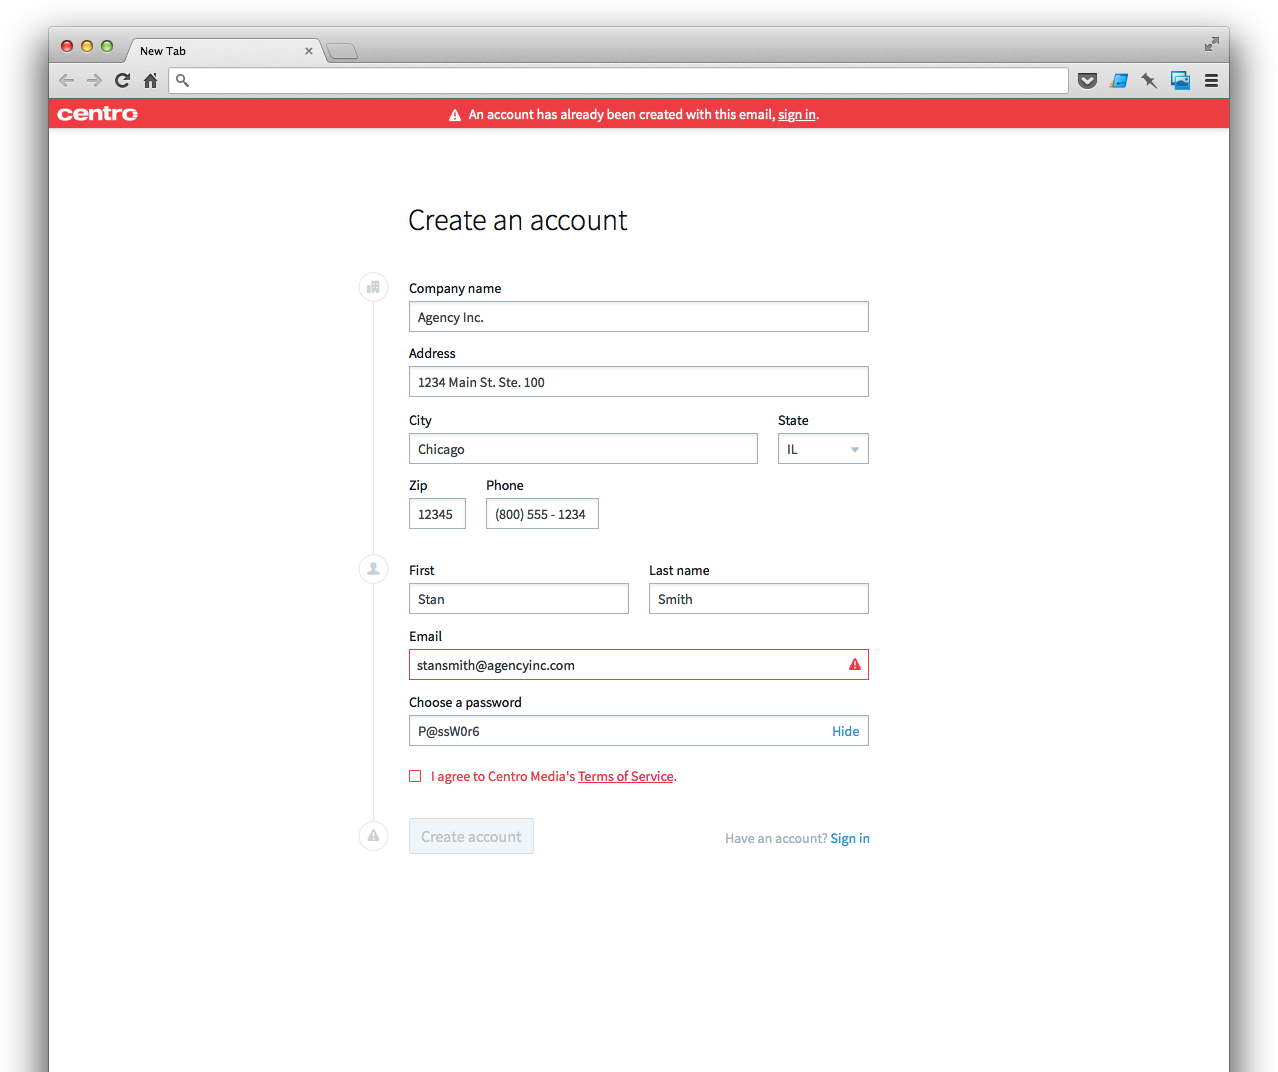 New Tab
centro
An account has already been created with this email, sign in.
Create an account
Company name
Agency Inc.
Address
1234 Main St. Ste. 100
City State
Chicago IL
Zip Phone
12345 (800) 555 - 1234
First Last name
Stan Smith
Email
stansmith@agencyinc.com
Choose a password
P@ssW0r6 Hide
I agree to Centro Media's Terms of Service.
Create account Have an account? Sign in